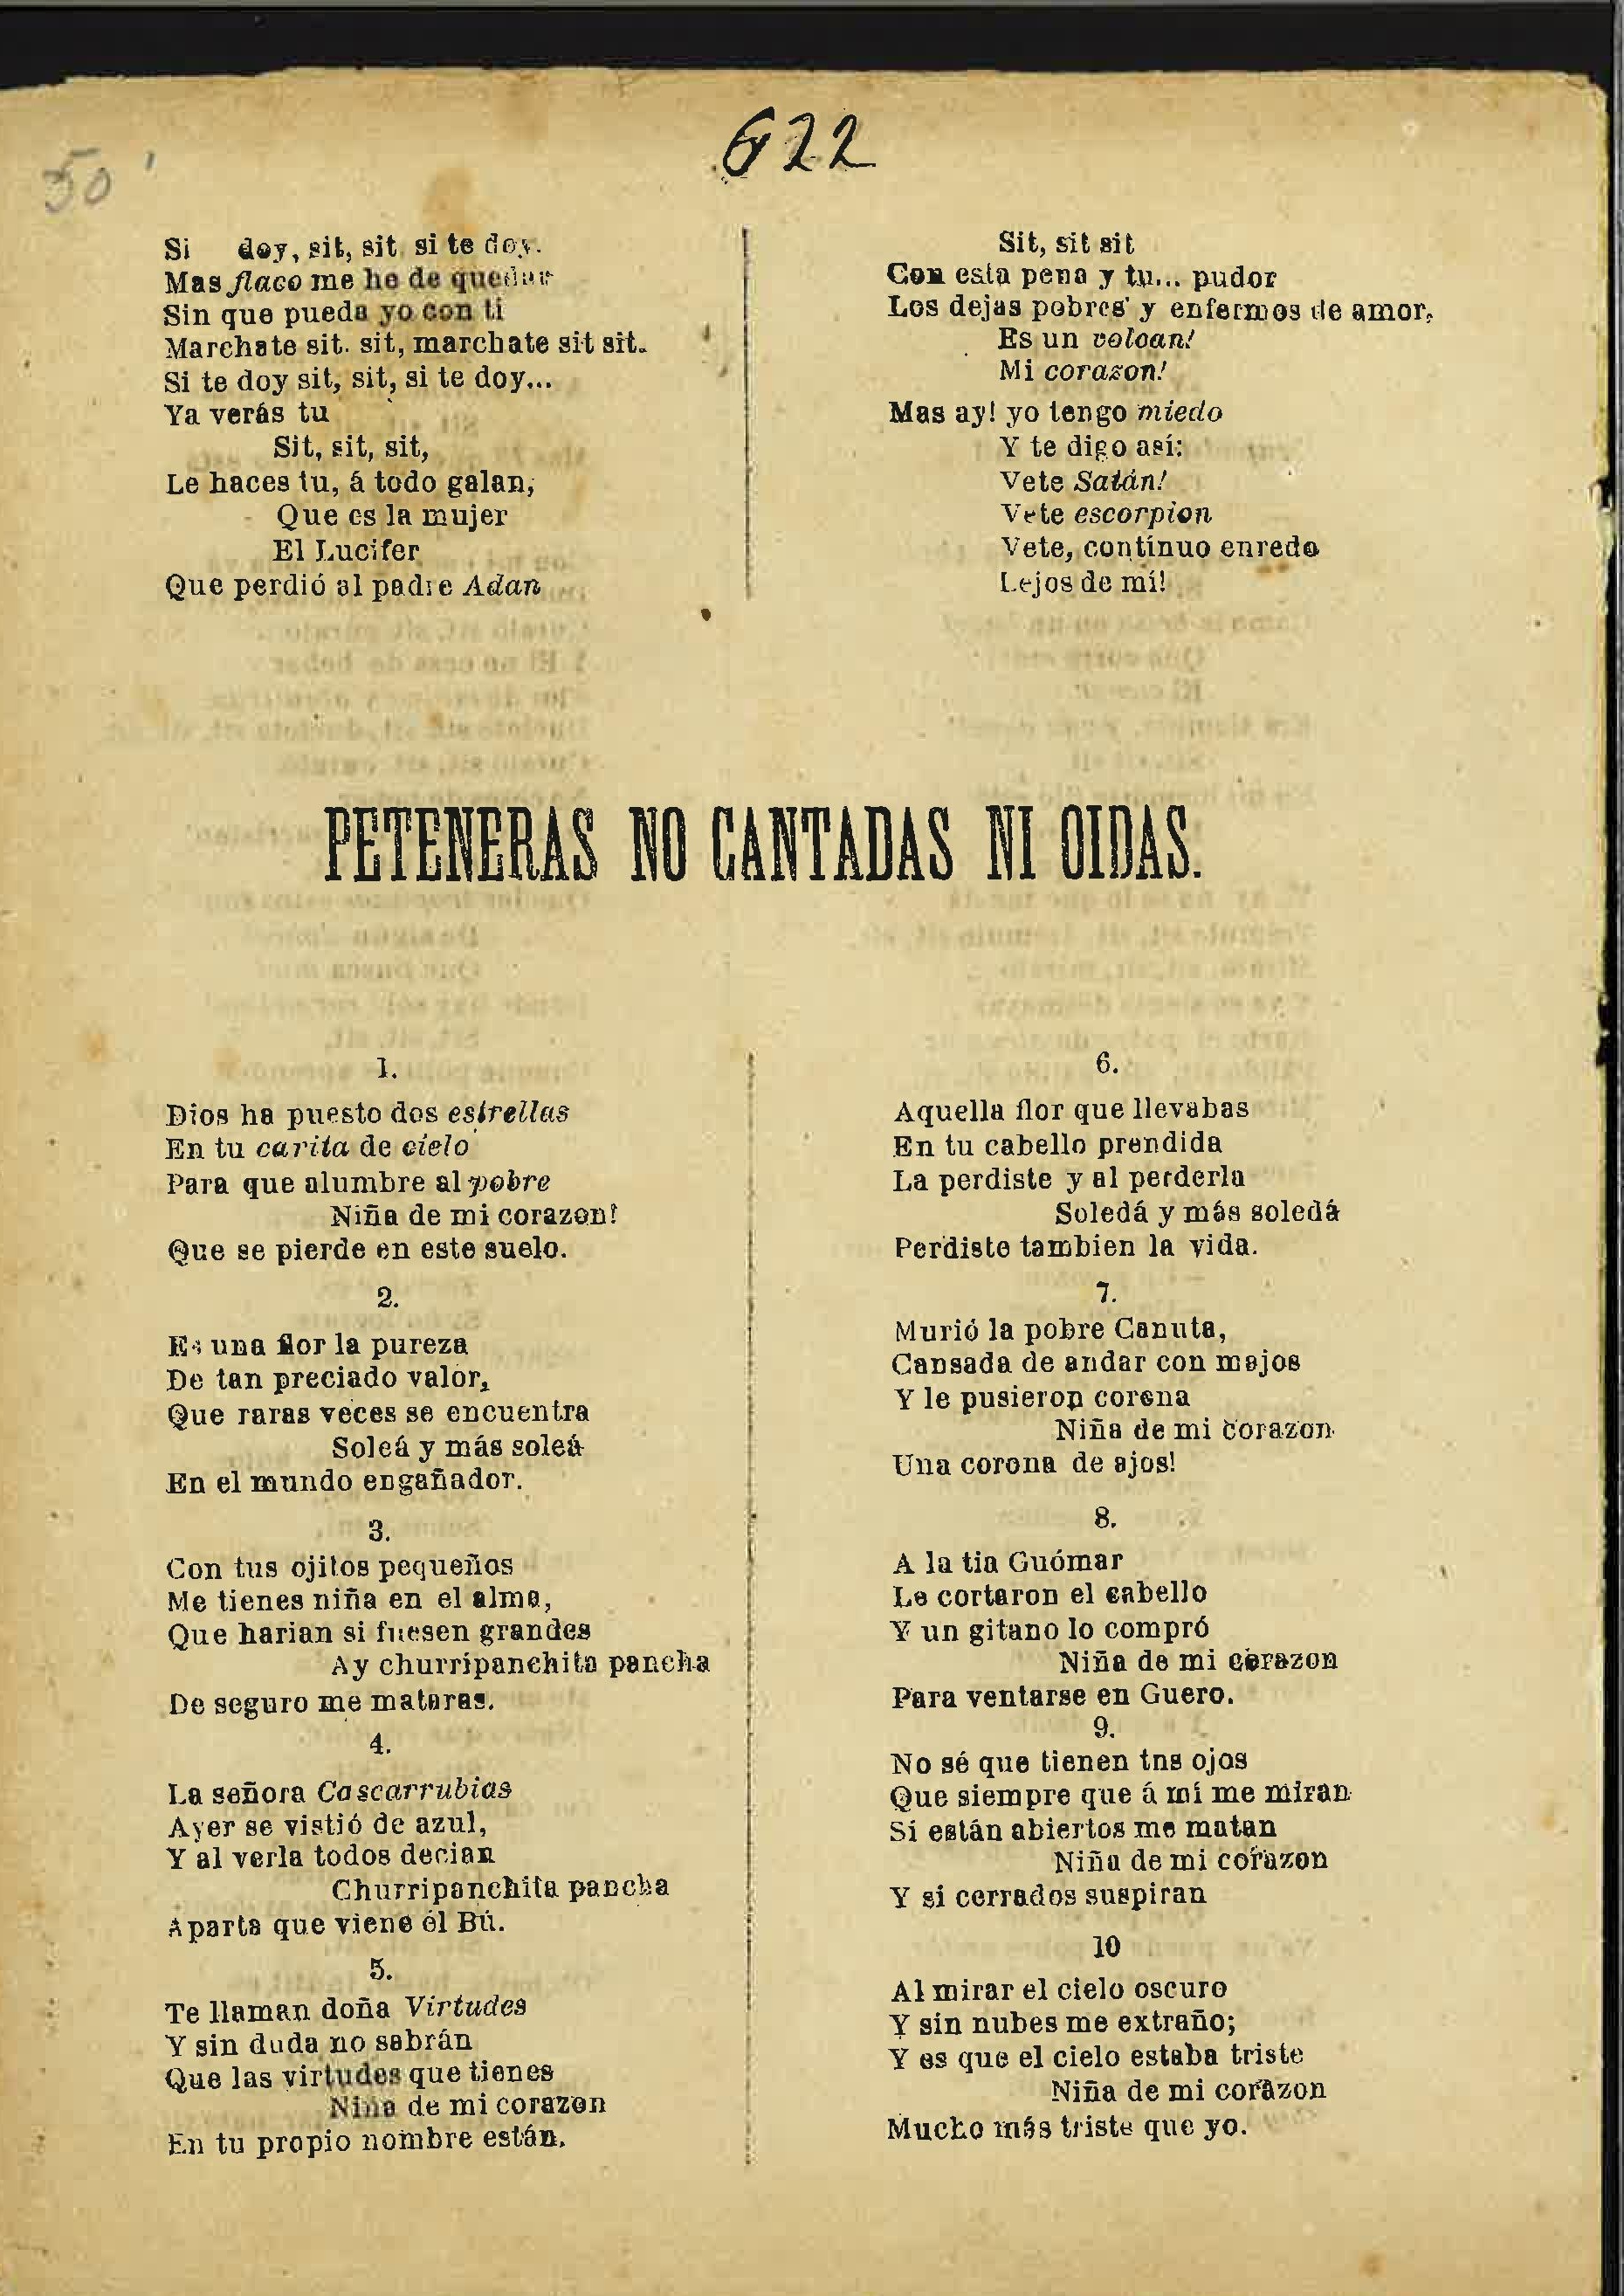 622
50
Si doy, sit, sit si te doy.
Mas flaco me he de quedar
Sin que pueda yo con ti
Marchate sit. sit, marchate sit sit.
Si te doy sit, sit, si te doy...
Ya verás tu
Sit, sit, sit,
Le haces tu, á todo galan,
Que es la mujer
El Lucifer
Que perdió al padre Adan
Sit, sit sit
Con esta pena y tu... pudor
Los dejas pobres y enfermos de amor,
Es un volcan!
Mi corazon!
Mas ay! yo tengo miedo
Y te digo así:
Vete Satán!
Vete escorpion
Vete, contínuo enredo
Lejos de mí!
PETENERAS NO CANTADAS NI OIDAS.
1.
Dios ha puesto dos estrellas
En tu carita de cielo
Para que alumbre al pobre
Niña de mi corazon!
Que se pierde en este suelo.
2.
Es una flor la pureza
De tan preciado valor,
Que raras veces se encuentra
Soleá y más soleá
En el mundo engañador.
3.
Con tus ojitos pequeños
Me tienes niña en el alma,
Que harian si fuesen grandes
Ay churripanchita pancha
De seguro me mataras.
4.
La señora Cascarrubias
Ayer se vistió de azul,
Y al verla todos decian
Churripanchita pancha
Aparta que viene él Bú.
5.
Te llaman doña Virtudes
Y sin duda no sabrán
Que las virtudes que tienes
Nina de mi corazon
En tu propio nombre están.
6.
Aquella flor que llevabas
En tu cabello prendida
La perdiste y al perderla
Soledá y más soledá
Perdiste tambien la vida.
7.
Murió la pobre Canuta,
Cansada de andar con majos
Y le pusieron corona
Niña de mi corazon
Una corona de ajos!
8.
A la tia Guómar
Le cortaron el cabello
Y un gitano lo compró
Niña de mi corazon
Para ventarse en Guero.
9.
No sé que tienen tns ojos
Que siempre que á mí me miran
Si están abiertos me matan
Niña de mi corazon
Y si cerrados suspiran
10
Al mirar el cielo oscuro
Y sin nubes me extraño;
Y es que el cielo estaba triste
Niña de mi corazon
Mucho más triste que yo.